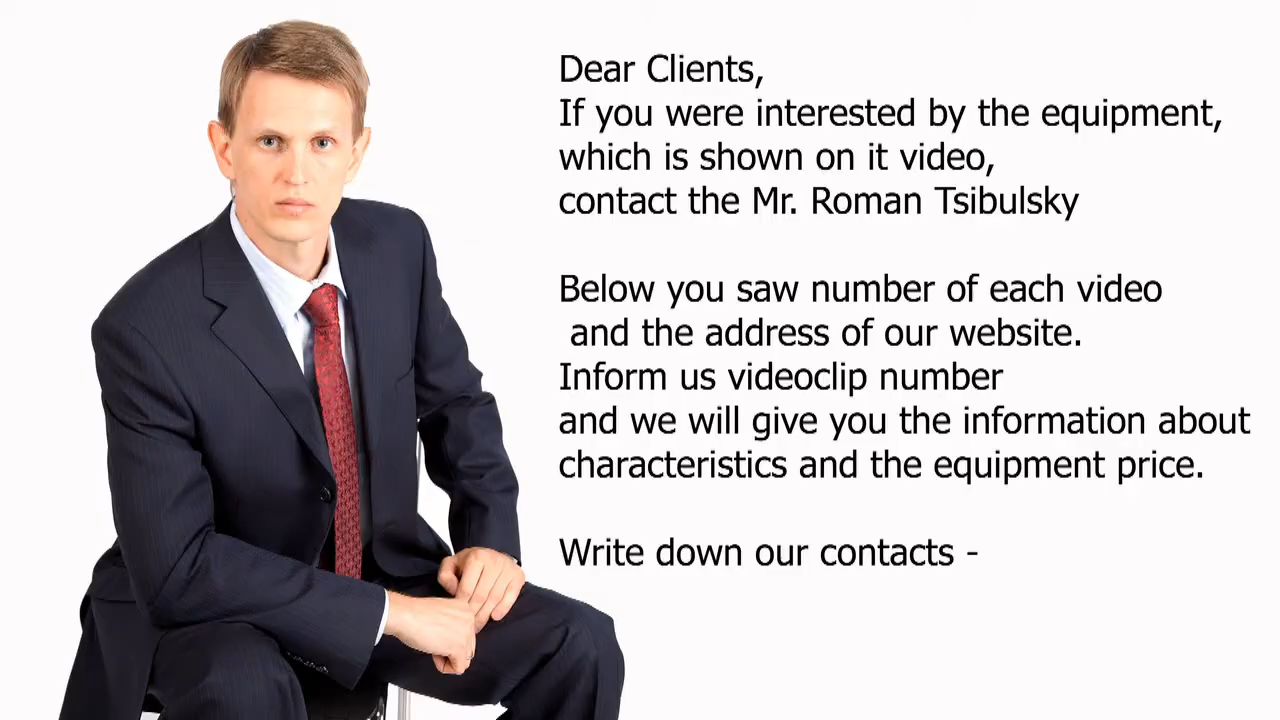 Dear Clients,
If you were interested by the equipment,
which is shown on it video,
contact the Mr. Roman Tsibulsky
Below you saw number of each video
and the address of our website.
Inform us videoclip number
and we will give you the information about
characteristics and the equipment price.
Write down our contacts -